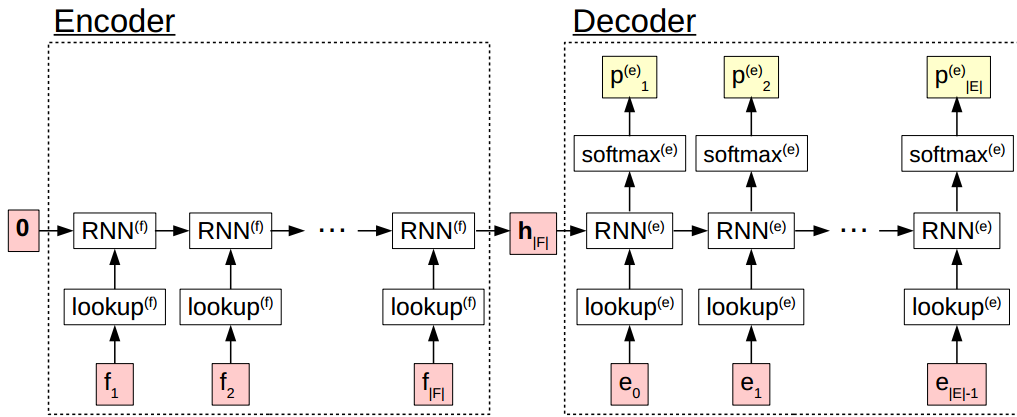 Encoder Decoder
p⁽ᵉ⁾₁ p⁽ᵉ⁾₂ p⁽ᵉ⁾|E|
softmax⁽ᵉ⁾ softmax⁽ᵉ⁾ softmax⁽ᵉ⁾
0 RNN⁽ᶠ⁾ RNN⁽ᶠ⁾ ⋯ RNN⁽ᶠ⁾ h|F| RNN⁽ᵉ⁾ RNN⁽ᵉ⁾ ⋯ RNN⁽ᵉ⁾
lookup⁽ᶠ⁾ lookup⁽ᶠ⁾ lookup⁽ᶠ⁾ lookup⁽ᵉ⁾ lookup⁽ᵉ⁾ lookup⁽ᵉ⁾
f₁ f₂ f|F| e₀ e₁ e|E|-1